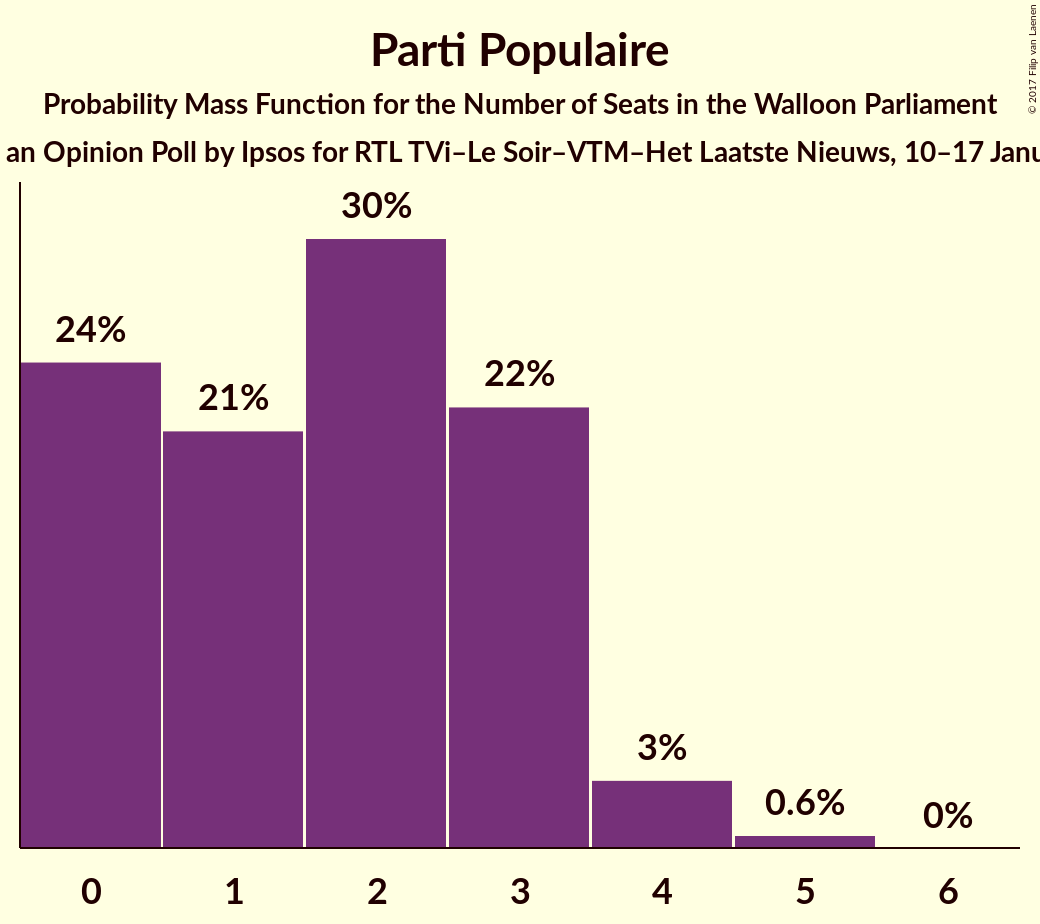 Parti Populaire
Probability Mass Function for the Number of Seats in the Walloon Parliament
an Opinion Poll by Ipsos for RTL TVi–Le Soir–VTM–Het Laatste Nieuws, 10–17
© 2017 Filip van Laenen
30%
24%
22%
21%
3%
0.6%
0%
0 1 2 3 4 5 6